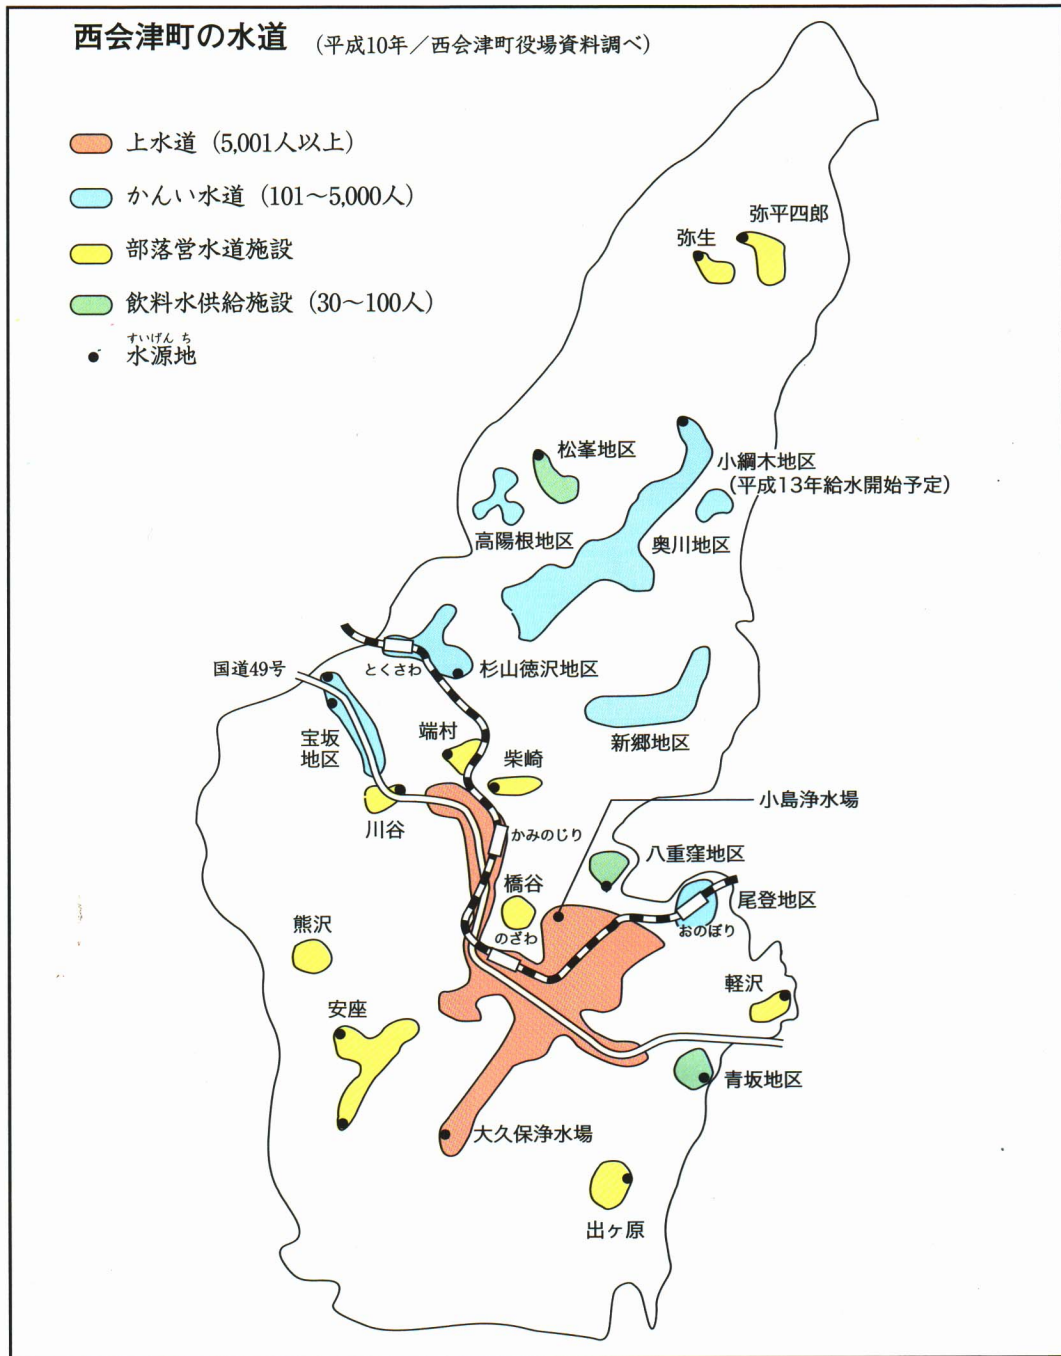 西会津町の水道 (平成10年／西会津町役場資料調べ)
上水道 (5,001人以上)
かんい水道 (101～5,000人)
部落営水道施設
飲料水供給施設 (30～100人)
すいげん ち
水源地
弥平四郎
弥生
松峯地区
小綱木地区
(平成13年給水開始予定)
高陽根地区
奥川地区
国道49号
とくさわ
杉山徳沢地区
宝坂
地区
端村
新郷地区
柴崎
小島浄水場
川谷
かみのじり
八重窪地区
橋谷
尾登地区
熊沢
のざわ
おのぼり
軽沢
安座
青坂地区
大久保浄水場
出ヶ原